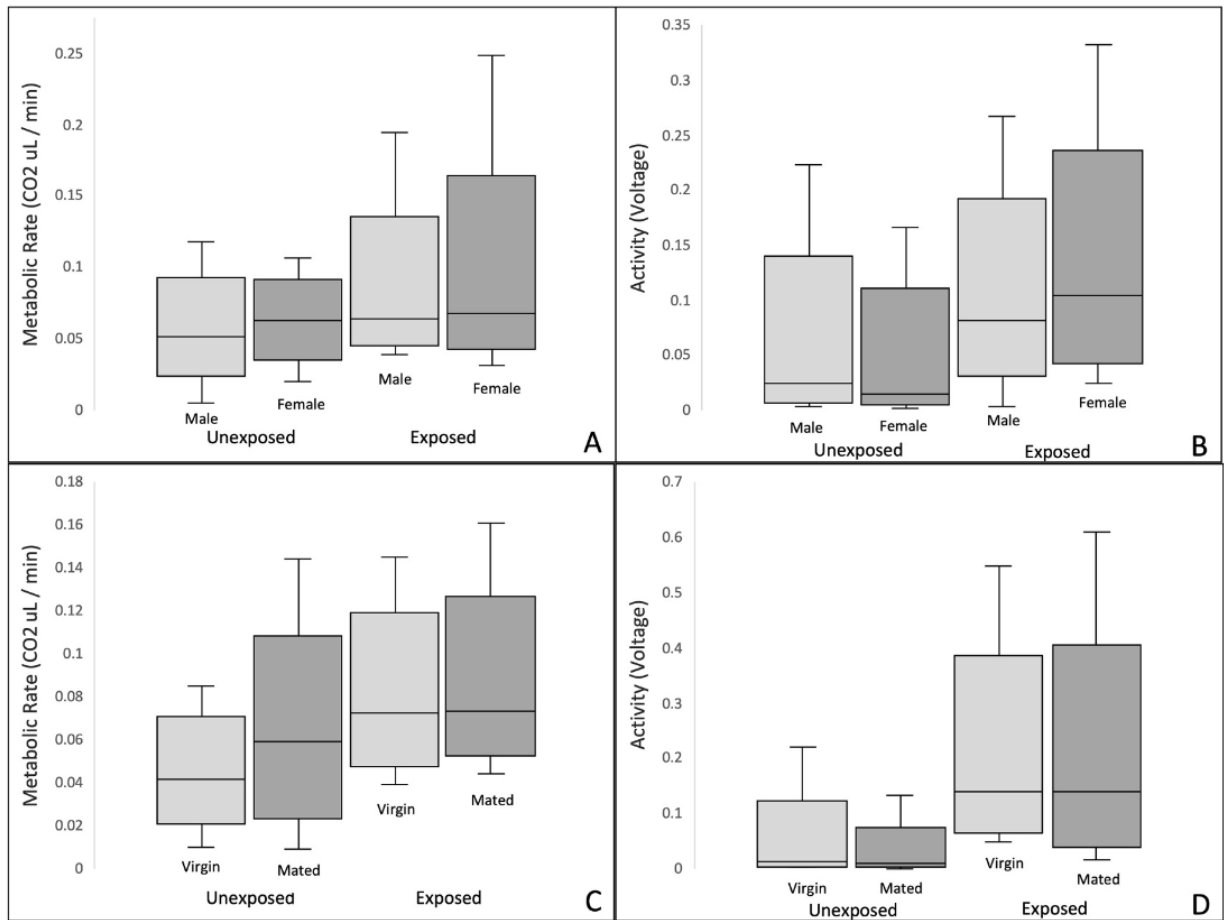 Metabolic Rate (CO2 uL / min)
0.25
0.2
0.15
0.1
0.05
0
Male
Female
Male
Female
Unexposed
Exposed
A
Activity (Voltage)
0.35
0.3
0.25
0.2
0.15
0.1
0.05
0
Male
Female
Male
Female
Unexposed
Exposed
B
Metabolic Rate (CO2 uL / min)
0.18
0.16
0.14
0.12
0.1
0.08
0.06
0.04
0.02
0
Virgin
Mated
Virgin
Mated
Unexposed
Exposed
C
Activity (Voltage)
0.7
0.6
0.5
0.4
0.3
0.2
0.1
0
Virgin
Mated
Virgin
Mated
Unexposed
Exposed
D